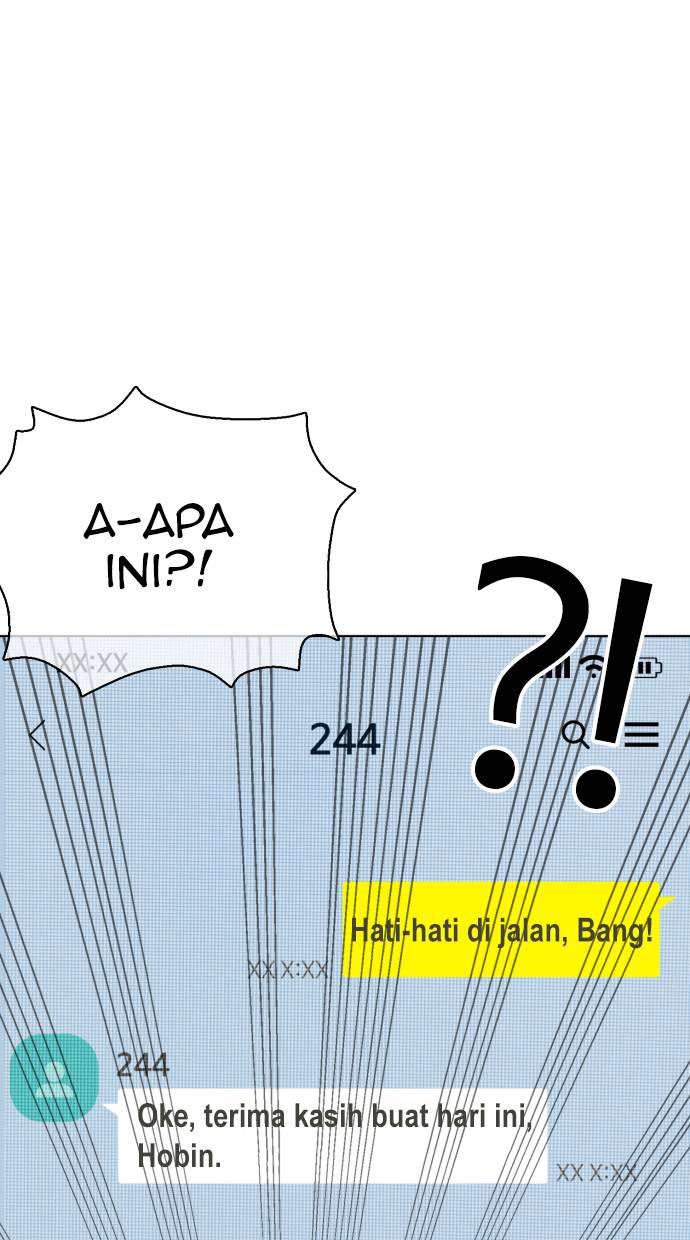 A-APA
INI?!
?!
XX:XX
244
Hati-hati di jalan, Bang!
XX X:XX
244
Oke, terima kasih buat hari ini,
Hobin.
XX X:XX